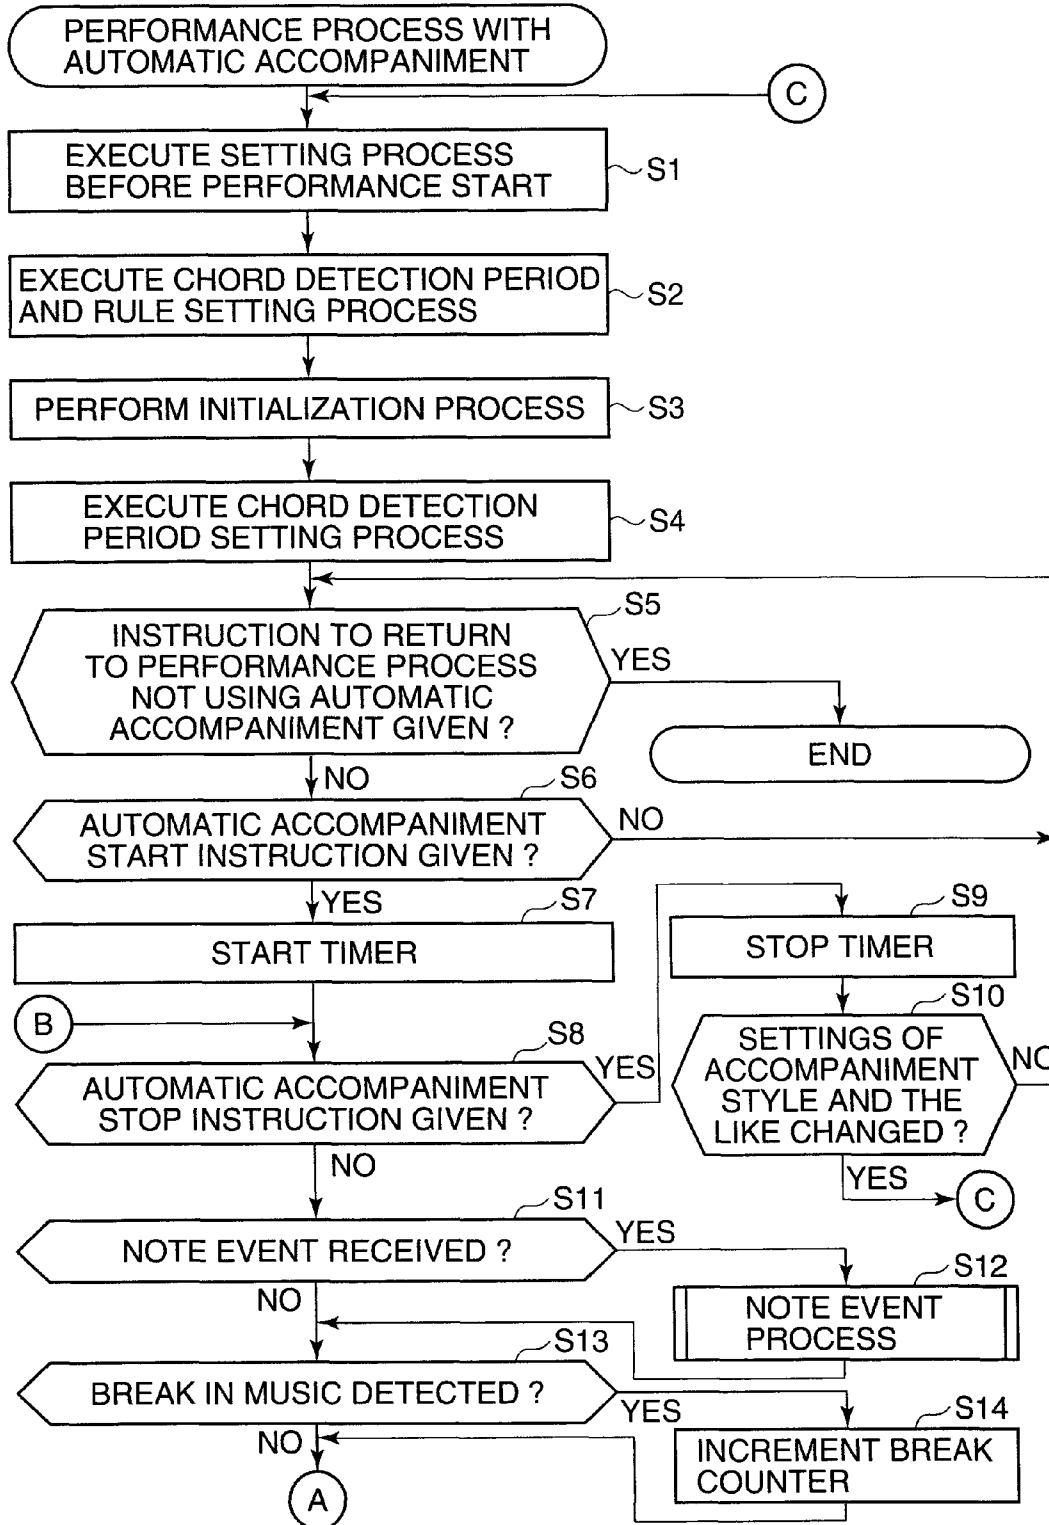 PERFORMANCE PROCESS WITH
AUTOMATIC ACCOMPANIMENT
C
EXECUTE SETTING PROCESS
BEFORE PERFORMANCE START
S1
EXECUTE CHORD DETECTION PERIOD
AND RULE SETTING PROCESS
S2
PERFORM INITIALIZATION PROCESS
S3
EXECUTE CHORD DETECTION
PERIOD SETTING PROCESS
S4
S5
INSTRUCTION TO RETURN
TO PERFORMANCE PROCESS
NOT USING AUTOMATIC
ACCOMPANIMENT GIVEN ?
YES
END
NO
S6
AUTOMATIC ACCOMPANIMENT
START INSTRUCTION GIVEN ?
NO
YES
S7
START TIMER
S9
STOP TIMER
B
S8
AUTOMATIC ACCOMPANIMENT
STOP INSTRUCTION GIVEN ?
YES
S10
SETTINGS OF
ACCOMPANIMENT
STYLE AND THE
LIKE CHANGED ?
NO
YES
C
NO
S11
NOTE EVENT RECEIVED ?
YES
S12
NOTE EVENT
PROCESS
NO
S13
BREAK IN MUSIC DETECTED ?
YES
S14
INCREMENT BREAK
COUNTER
NO
A